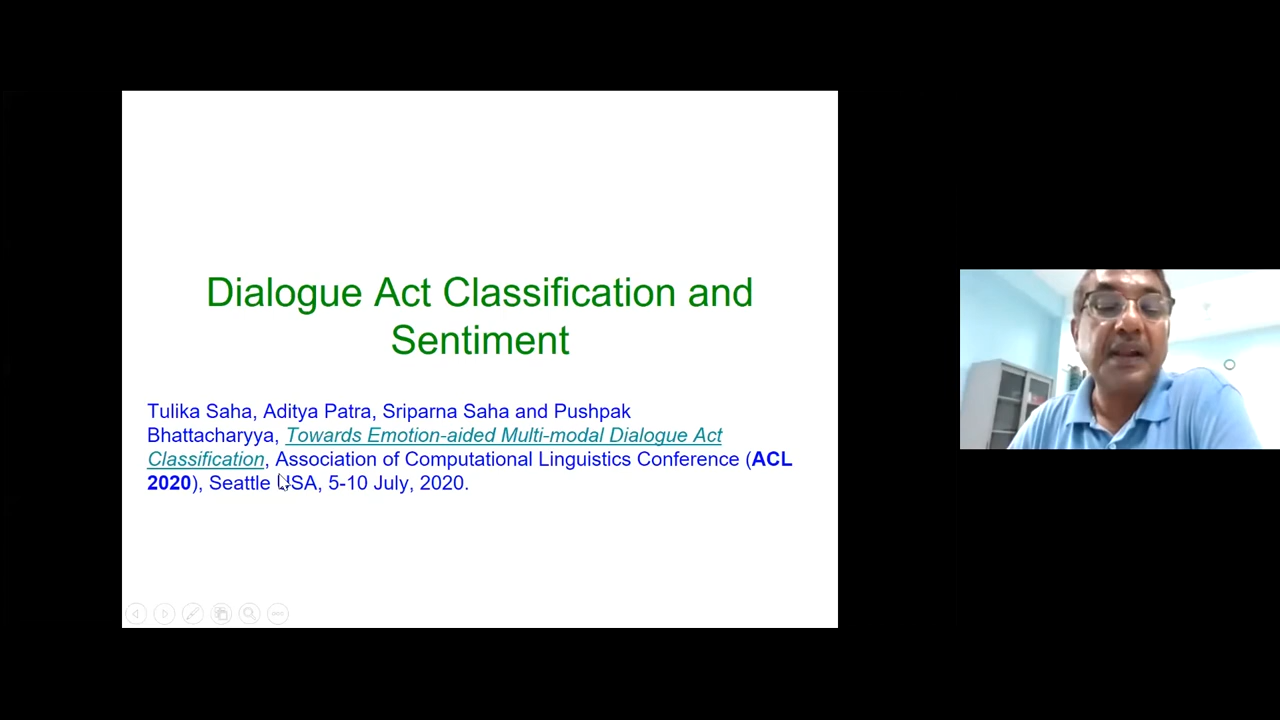 Dialogue Act Classification and
Sentiment
Tulika Saha, Aditya Patra, Sriparna Saha and Pushpak
Bhattacharyya, Towards Emotion-aided Multi-modal Dialogue Act
Classification, Association of Computational Linguistics Conference (ACL
2020), Seattle USA, 5-10 July, 2020.